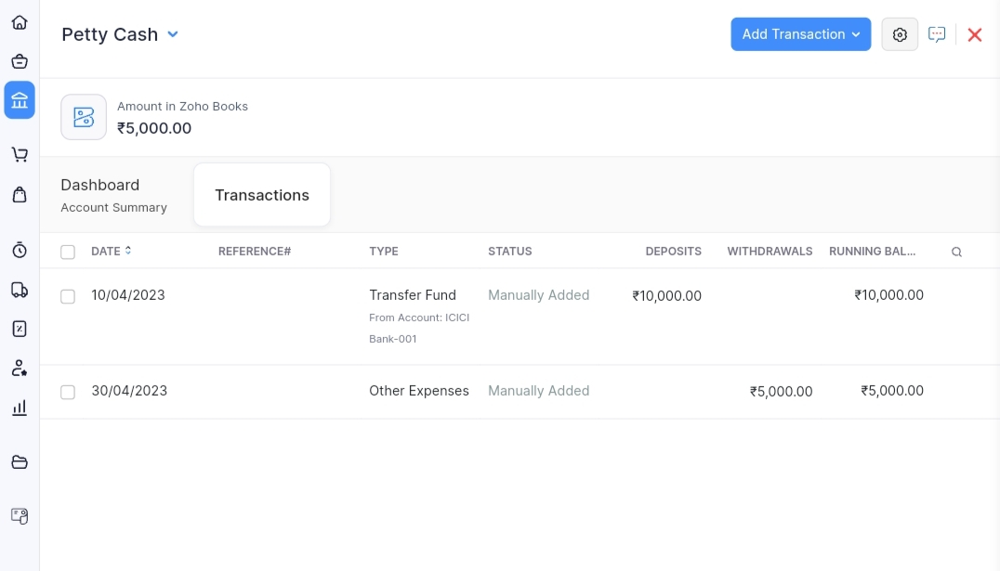 Petty Cash
Add Transaction
Amount in Zoho Books
₹5,000.00
Dashboard
Account Summary
Transactions
DATE REFERENCE# TYPE STATUS DEPOSITS WITHDRAWALS RUNNING BAL...
10/04/2023 Transfer Fund Manually Added ₹10,000.00 ₹10,000.00
From Account: ICICI
Bank-001
30/04/2023 Other Expenses Manually Added ₹5,000.00 ₹5,000.00